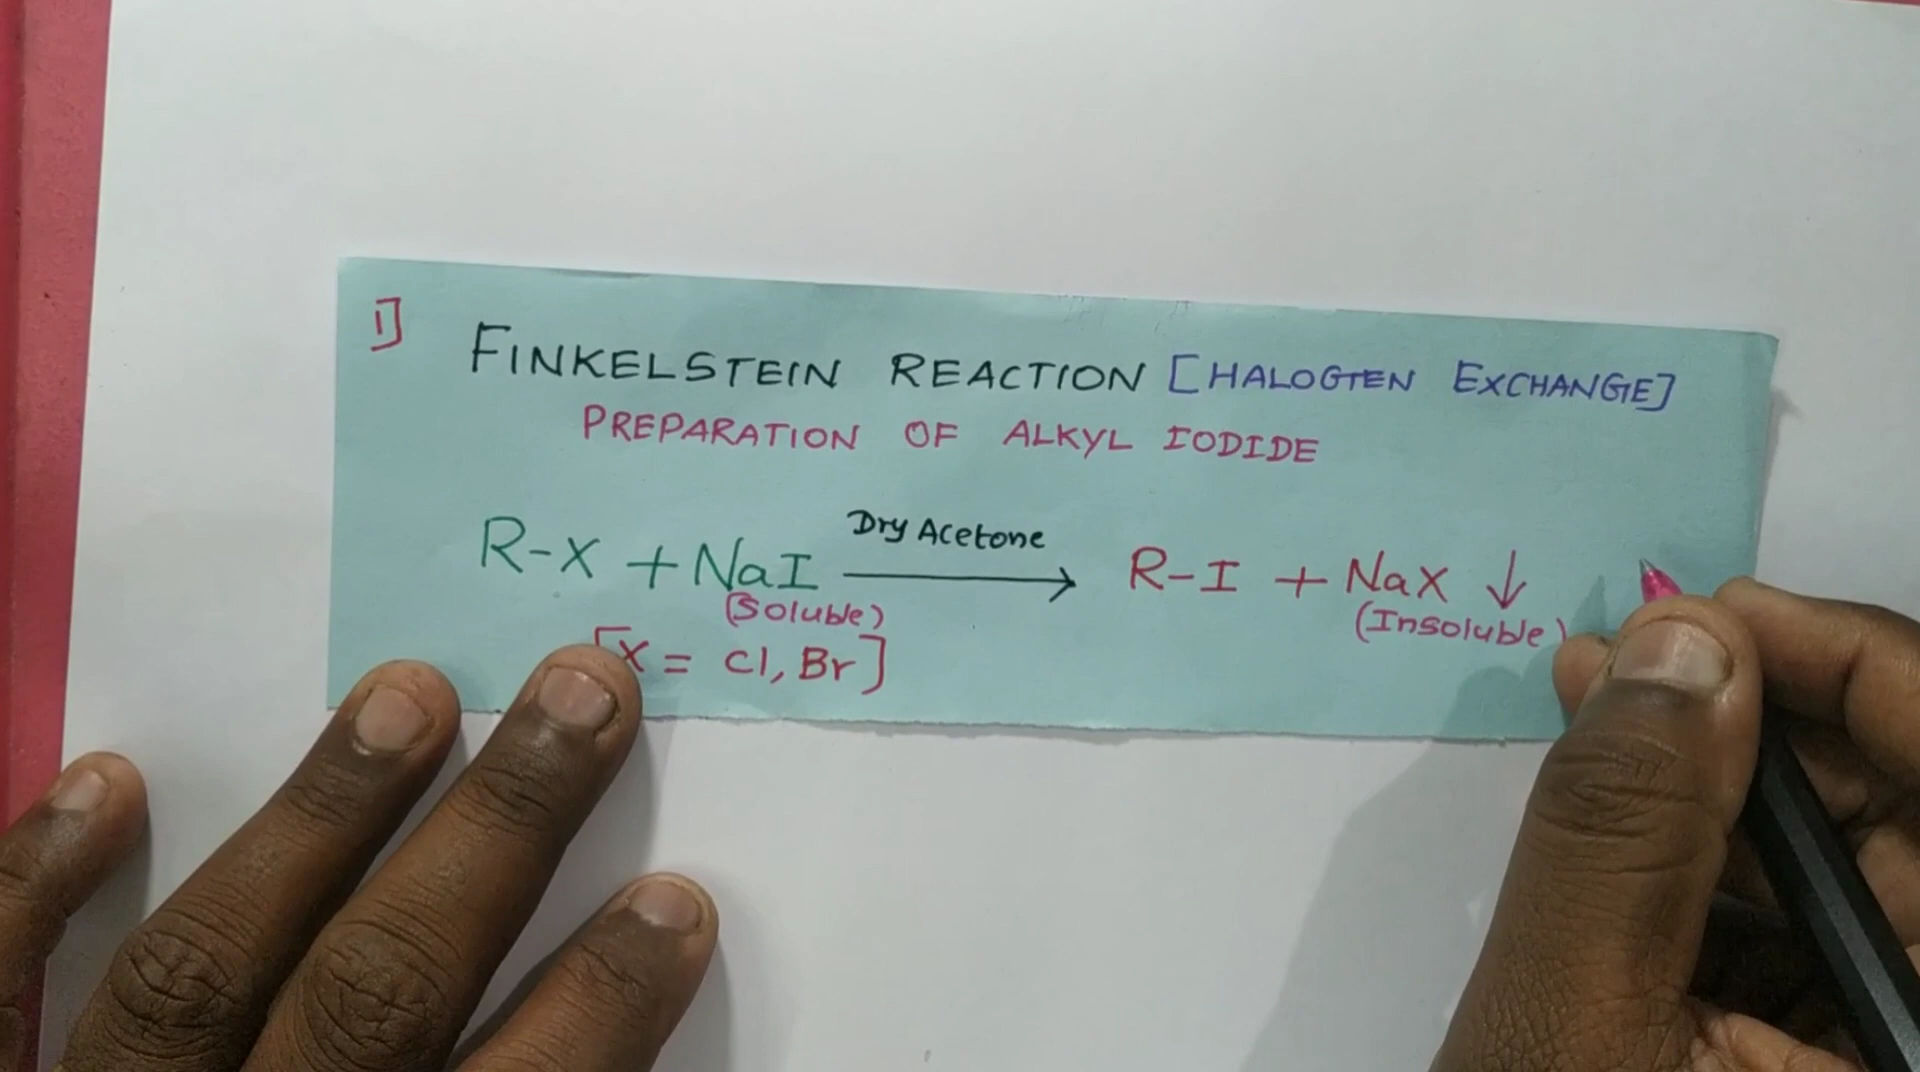 1]
FINKELSTEIN REACTION [HALOGEN EXCHANGE]
PREPARATION OF ALKYL IODIDE
Dry Acetone
R-X + NaI ⟶ R-I + NaX ↓
(Soluble) (Insoluble)
[X = Cl, Br]